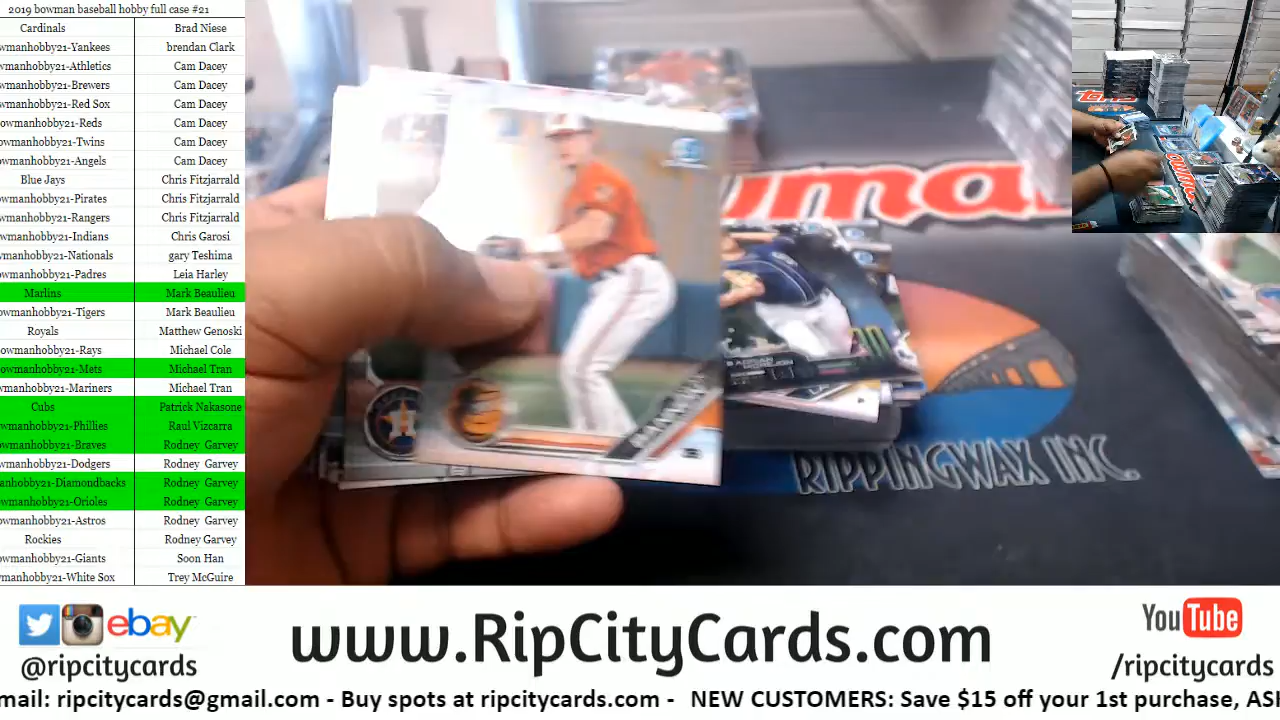 2019 bowman baseball hobby full case #21
Cardinals Brad Niese
wmanhobby21-Yankees brendan Clark
owmanhobby21-Athletics Cam Dacey
owmanhobby21-Brewers Cam Dacey
owmanhobby21-Red Sox Cam Dacey
owmanhobby21-Reds Cam Dacey
owmanhobby21-Twins Cam Dacey
owmanhobby21-Angels Cam Dacey
Blue Jays Chris Fitzjarrald
owmanhobby21-Pirates Chris Fitzjarrald
owmanhobby21-Rangers Chris Fitzjarrald
owmanhobby21-Indians Chris Garosi
wmanhobby21-Nationals gary Teshima
owmanhobby21-Padres Leia Harley
Marlins Mark Beaulieu
owmanhobby21-Tigers Mark Beaulieu
Royals Matthew Genoski
owmanhobby21-Rays Michael Cole
owmanhobby21-Mets Michael Tran
wmanhobby21-Mariners Michael Tran
Cubs Patrick Nakasone
owmanhobby21-Phillies Raul Vizcarra
owmanhobby21-Braves Rodney Garvey
owmanhobby21-Dodgers Rodney Garvey
anhobby21-Diamondbacks Rodney Garvey
owmanhobby21-Orioles Rodney Garvey
owmanhobby21-Astros Rodney Garvey
Rockies Rodney Garvey
owmanhobby21-Giants Soon Han
manhobby21-White Sox Trey McGuire
owma
RIPPINGWAX INC.
ebay
@ripcitycards
www.RipCityCards.com
YouTube
/ripcitycards
mail: ripcitycards@gmail.com - Buy spots at ripcitycards.com - NEW CUSTOMERS: Save $15 off your 1st purchase, ASK